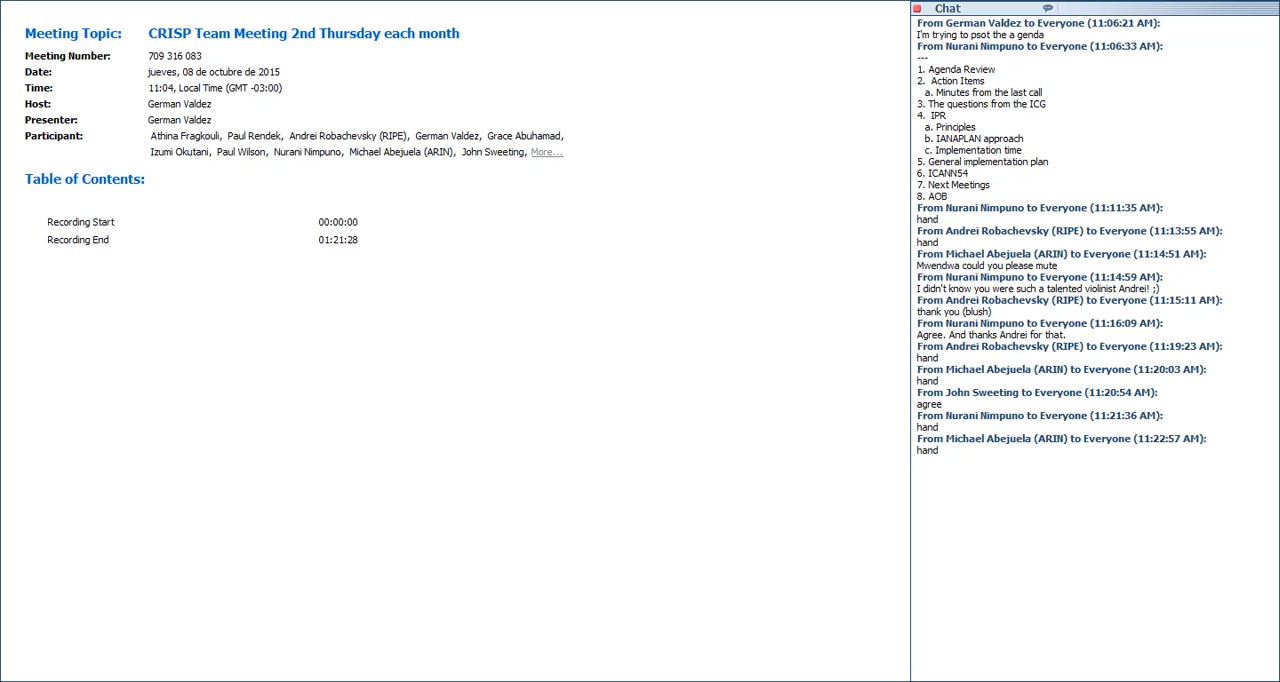 Meeting Topic: CRISP Team Meeting 2nd Thursday each month
Meeting Number: 709 316 083
Date: jueves, 08 de octubre de 2015
Time: 11:04, Local Time (GMT -03:00)
Host: German Valdez
Presenter: German Valdez
Participant: Athina Fragkouli, Paul Rendek, Andrei Robachevsky (RIPE), German Valdez, Grace Abuhamad,
Izumi Okutani, Paul Wilson, Nurani Nimpuno, Michael Abejuela (ARIN), John Sweeting, More...
Table of Contents:
Recording Start 00:00:00
Recording End 01:21:28
Chat
From German Valdez to Everyone (11:06:21 AM):
I'm trying to psot the a genda
From Nurani Nimpuno to Everyone (11:06:33 AM):
---
1. Agenda Review
2. Action Items
a. Minutes from the last call
3. The questions from the ICG
4. IPR
a. Principles
b. IANAPLAN approach
c. Implementation time
5. General implementation plan
6. ICANN54
7. Next Meetings
8. AOB
From Nurani Nimpuno to Everyone (11:11:35 AM):
hand
From Andrei Robachevsky (RIPE) to Everyone (11:13:55 AM):
hand
From Michael Abejuela (ARIN) to Everyone (11:14:51 AM):
Mwendwa could you please mute
From Nurani Nimpuno to Everyone (11:14:59 AM):
I didn't know you were such a talented violinist Andrei! ;)
From Andrei Robachevsky (RIPE) to Everyone (11:15:11 AM):
thank you (blush)
From Nurani Nimpuno to Everyone (11:16:09 AM):
Agree. And thanks Andrei for that.
From Andrei Robachevsky (RIPE) to Everyone (11:19:23 AM):
hand
From Michael Abejuela (ARIN) to Everyone (11:20:03 AM):
hand
From John Sweeting to Everyone (11:20:54 AM):
agree
From Nurani Nimpuno to Everyone (11:21:36 AM):
hand
From Michael Abejuela (ARIN) to Everyone (11:22:57 AM):
hand